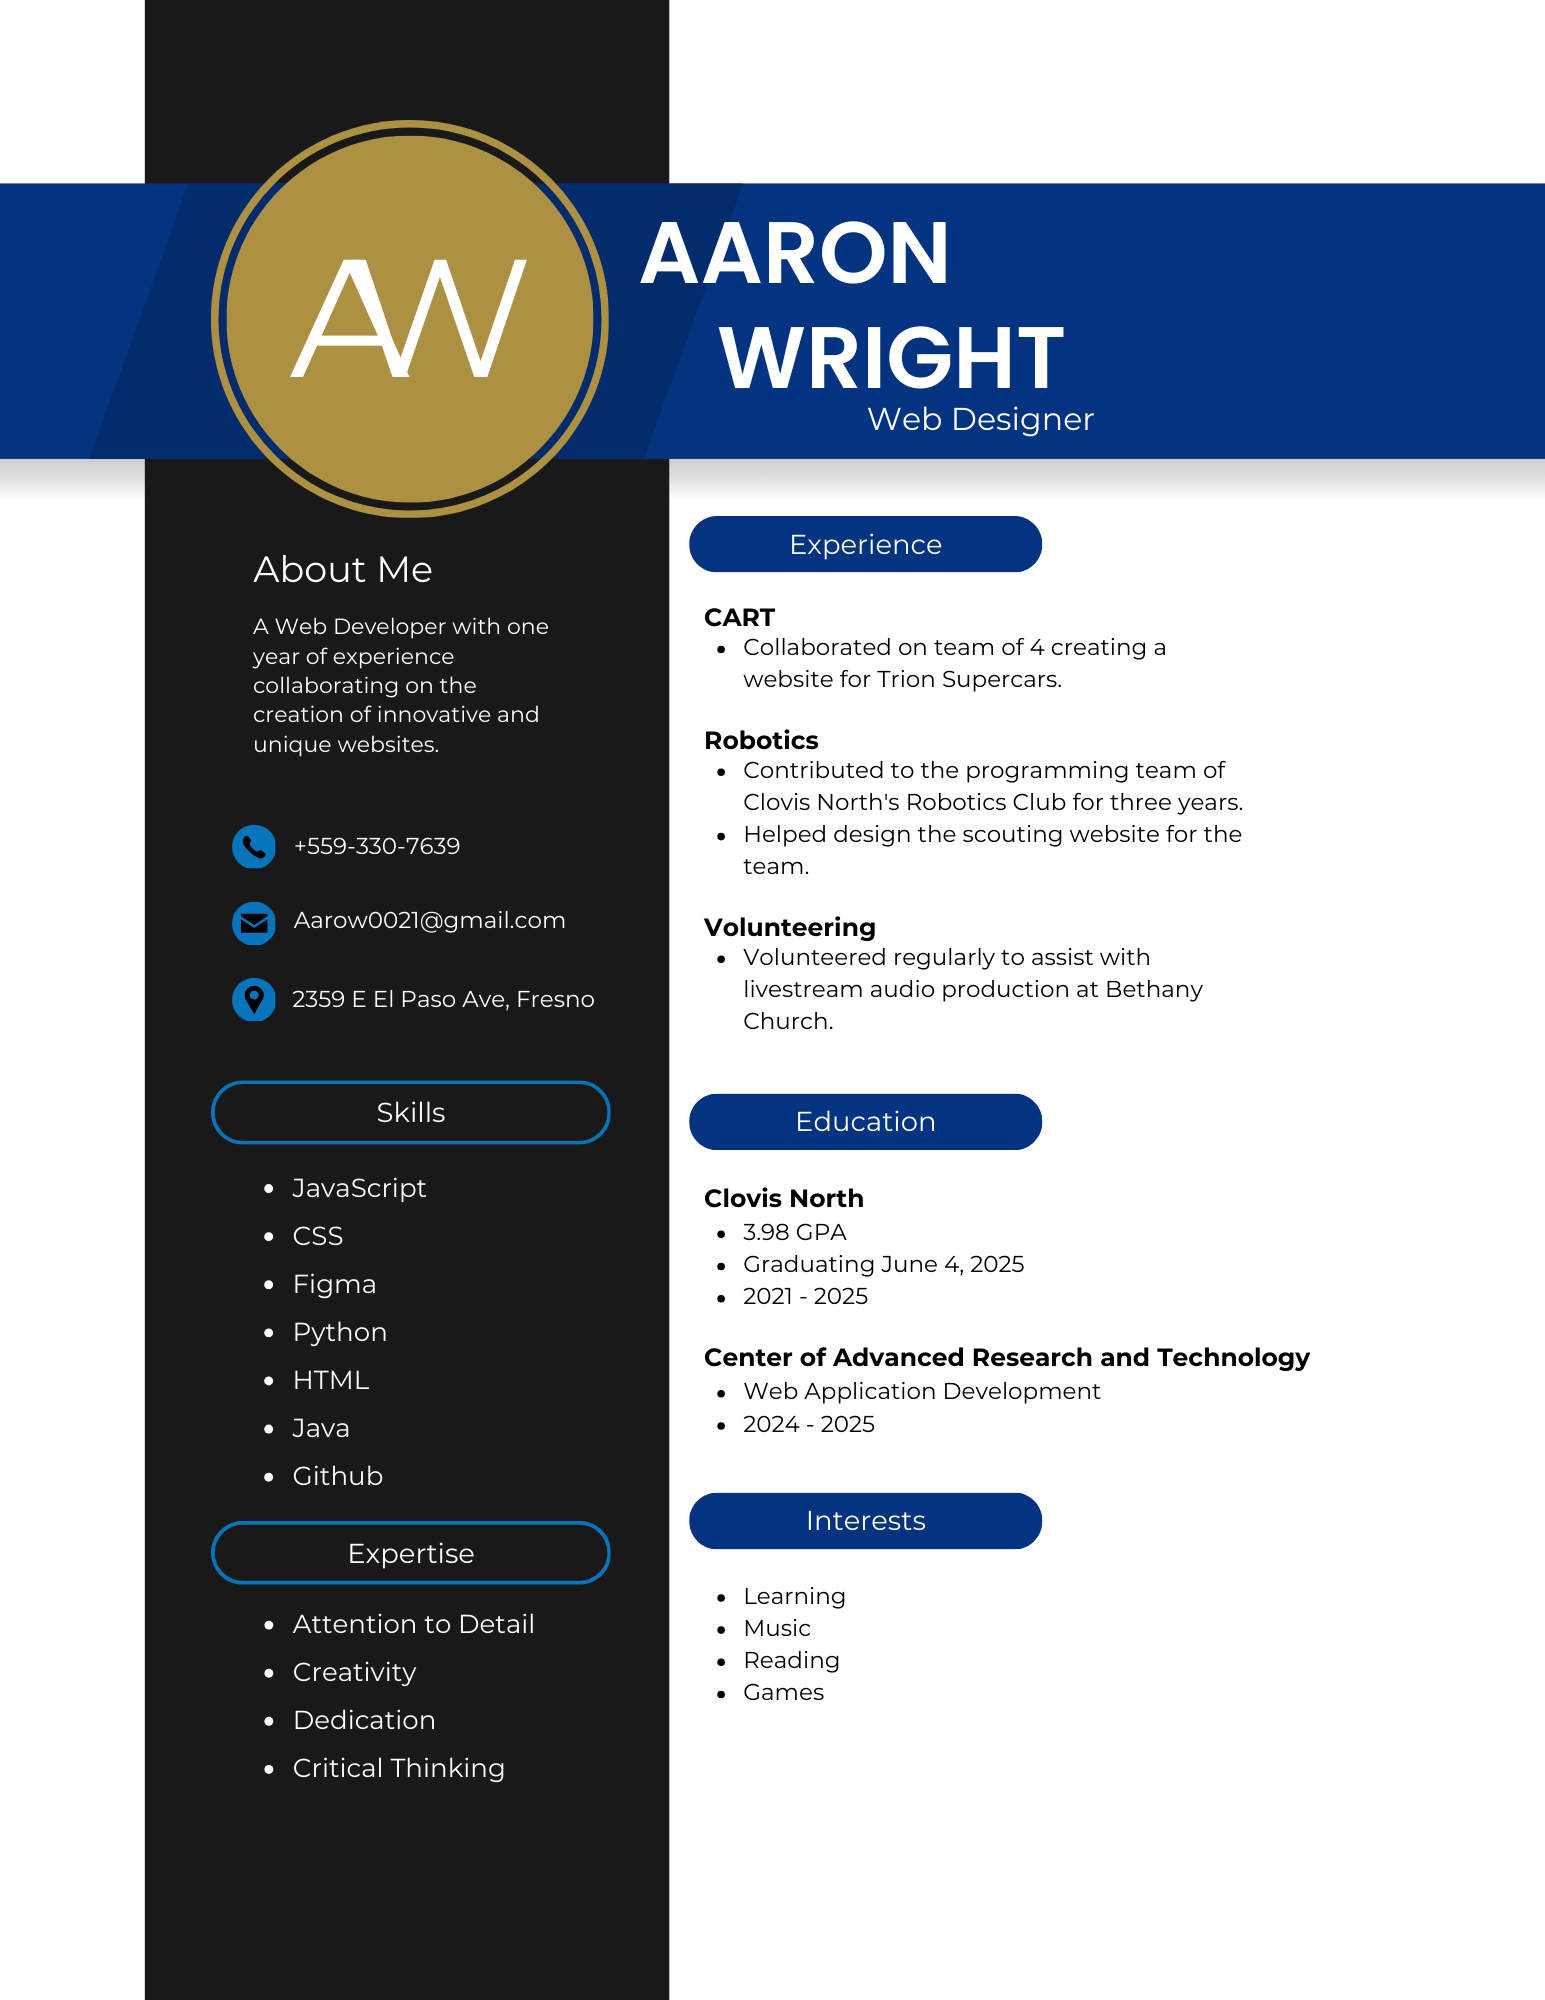 AW
AARON
WRIGHT
Web Designer
About Me
A Web Developer with one
year of experience
collaborating on the
creation of innovative and
unique websites.
+559-330-7639
Aarow0021@gmail.com
2359 E El Paso Ave, Fresno
Skills
JavaScript
CSS
Figma
Python
HTML
Java
Github
Expertise
Attention to Detail
Creativity
Dedication
Critical Thinking
Experience
CART
Collaborated on team of 4 creating a
website for Trion Supercars.
Robotics
Contributed to the programming team of
Clovis North's Robotics Club for three years.
Helped design the scouting website for the
team.
Volunteering
Volunteered regularly to assist with
livestream audio production at Bethany
Church.
Education
Clovis North
3.98 GPA
Graduating June 4, 2025
2021 - 2025
Center of Advanced Research and Technology
Web Application Development
2024 - 2025
Interests
Learning
Music
Reading
Games